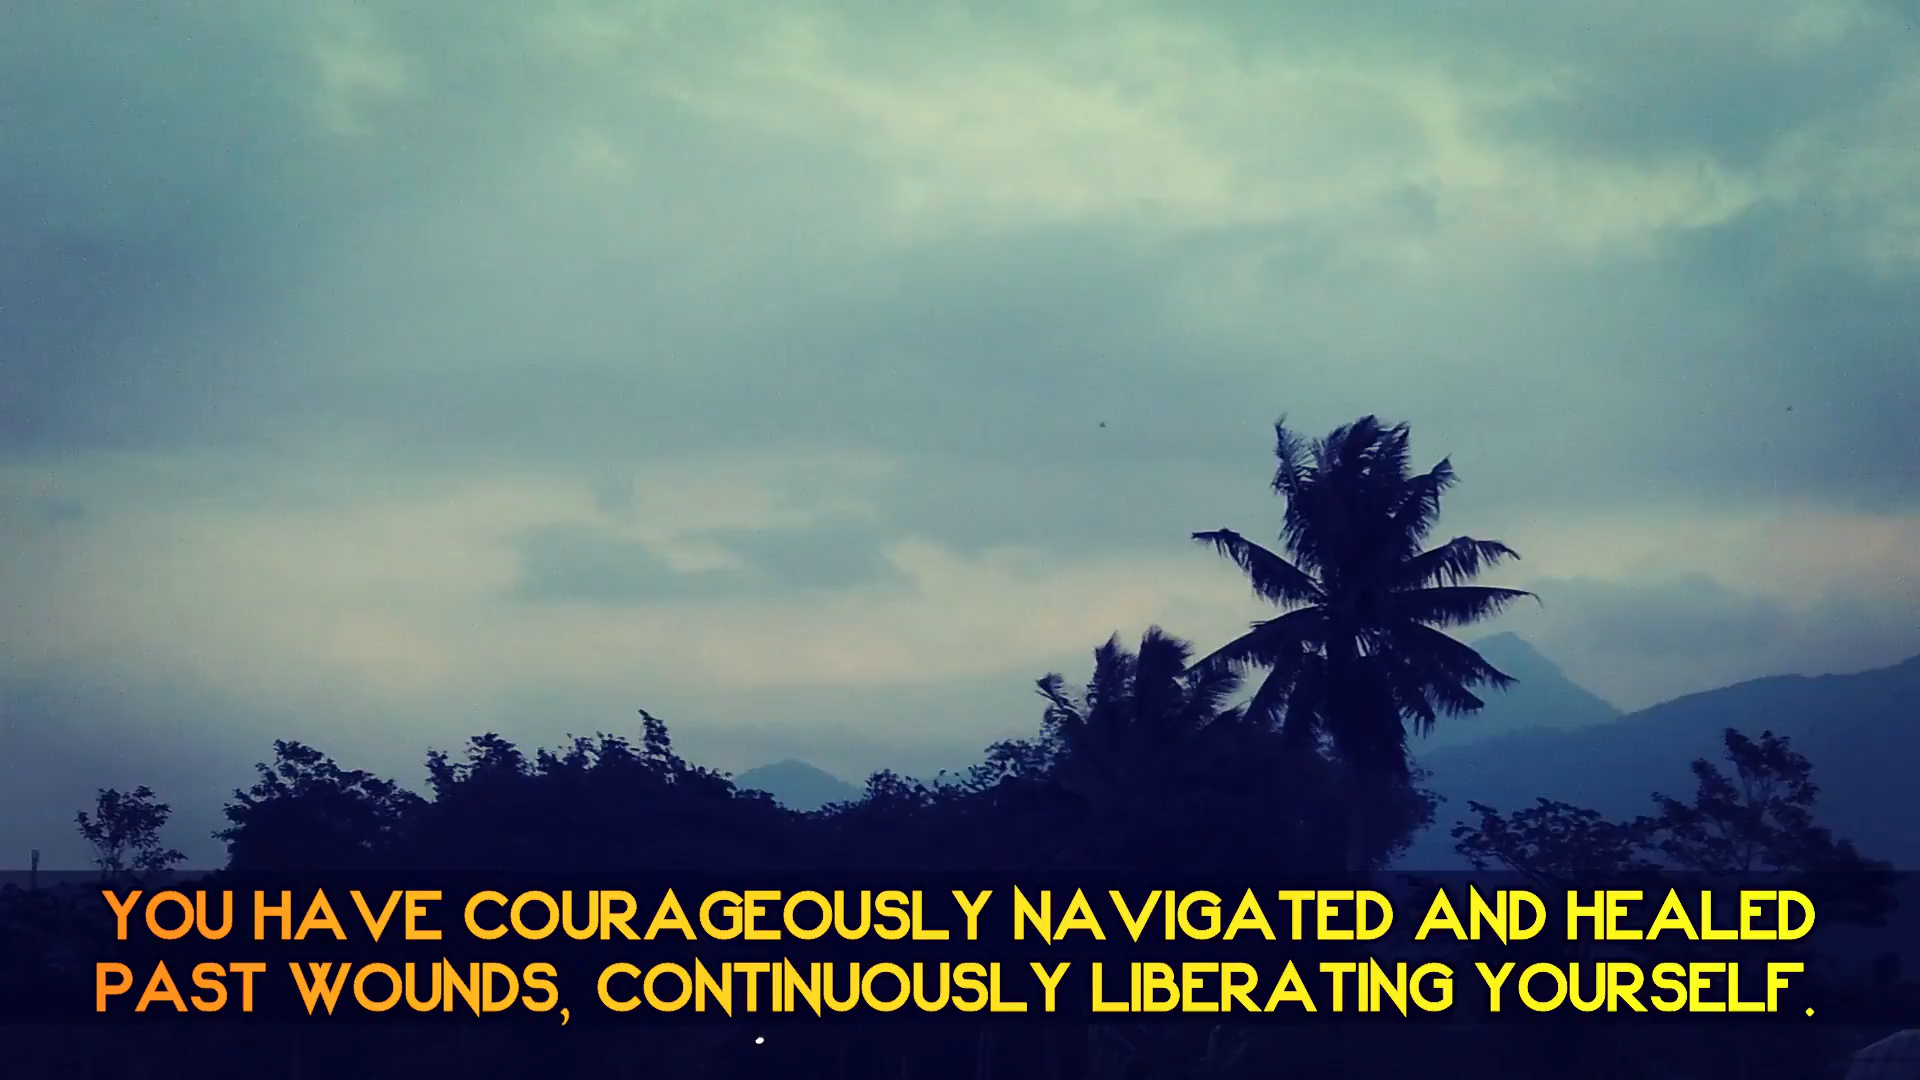 YOU HAVE COURAGEOUSLY NAVIGATED AND HEALED
PAST WOUNDS, CONTINUOUSLY LIBERATING YOURSELF.